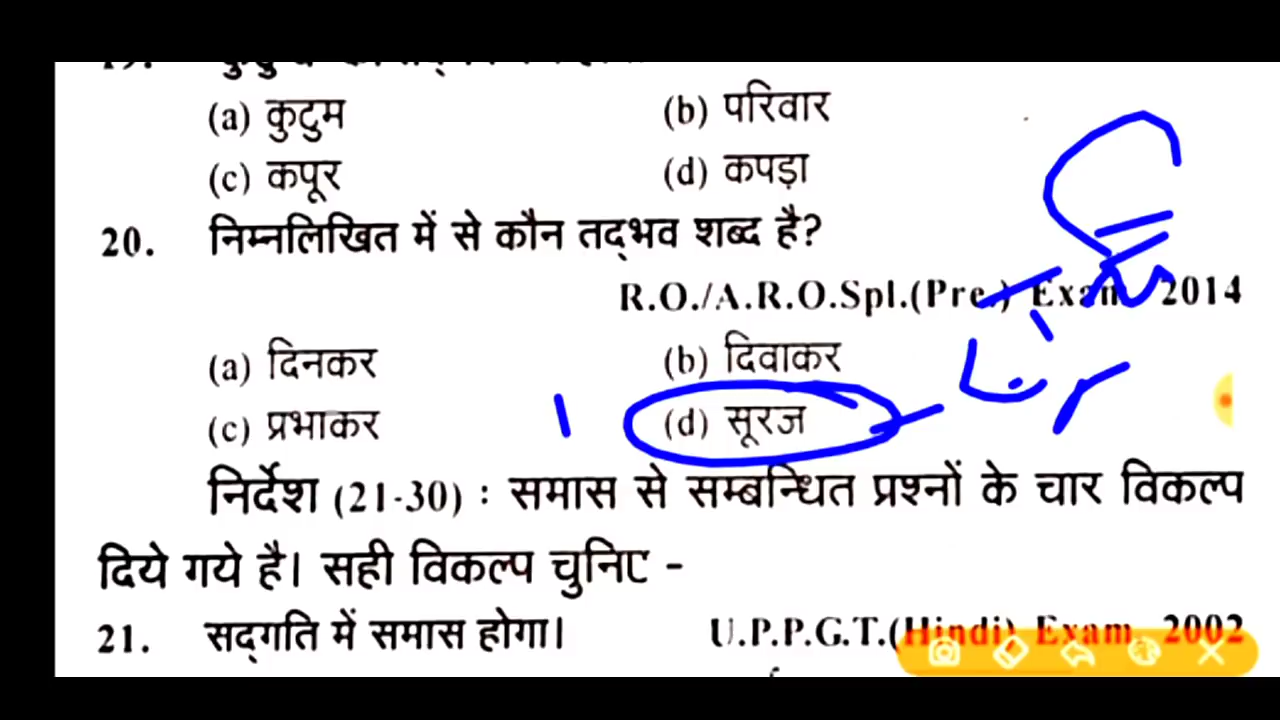 19.
(a) कुटुम (b) परिवार
(c) कपूर (d) कपड़ा
20. निम्नलिखित में से कौन तद्भव शब्द है?
R.O./A.R.O.Spl.(Pre.) Exam. 2014
(a) दिनकर (b) दिवाकर
(c) प्रभाकर (d) सूरज
निर्देश (21-30) : समास से सम्बन्धित प्रश्नों के चार विकल्प
दिये गये है। सही विकल्प चुनिए -
21. सद्गति में समास होगा। U.P.P.G.T.(Hindi) Exam. 2002